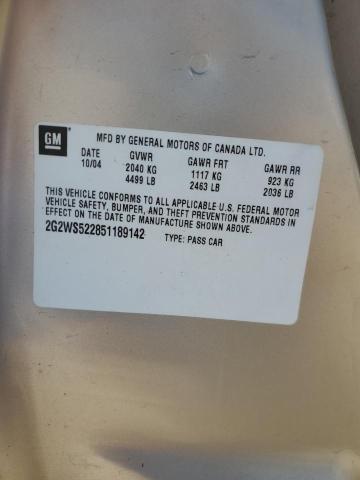 GM
MFD BY GENERAL MOTORS OF CANADA LTD.
DATE GVWR GAWR FRT GAWR RR
10/04 2040 KG 1117 KG 923 KG
4499 LB 2463 LB 2036 LB
THIS VEHICLE CONFORMS TO ALL APPLICABLE U.S. FEDERAL MOTOR
VEHICLE SAFETY, BUMPER, AND THEFT PREVENTION STANDARDS IN
EFFECT ON THE DATE OF MANUFACTURE SHOWN ABOVE.
2G2WS522851189142 TYPE: PASS CAR